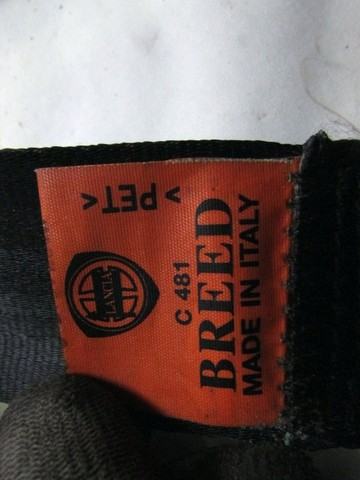 > PET <
LANCIA
C 481
BREED
MADE IN ITALY